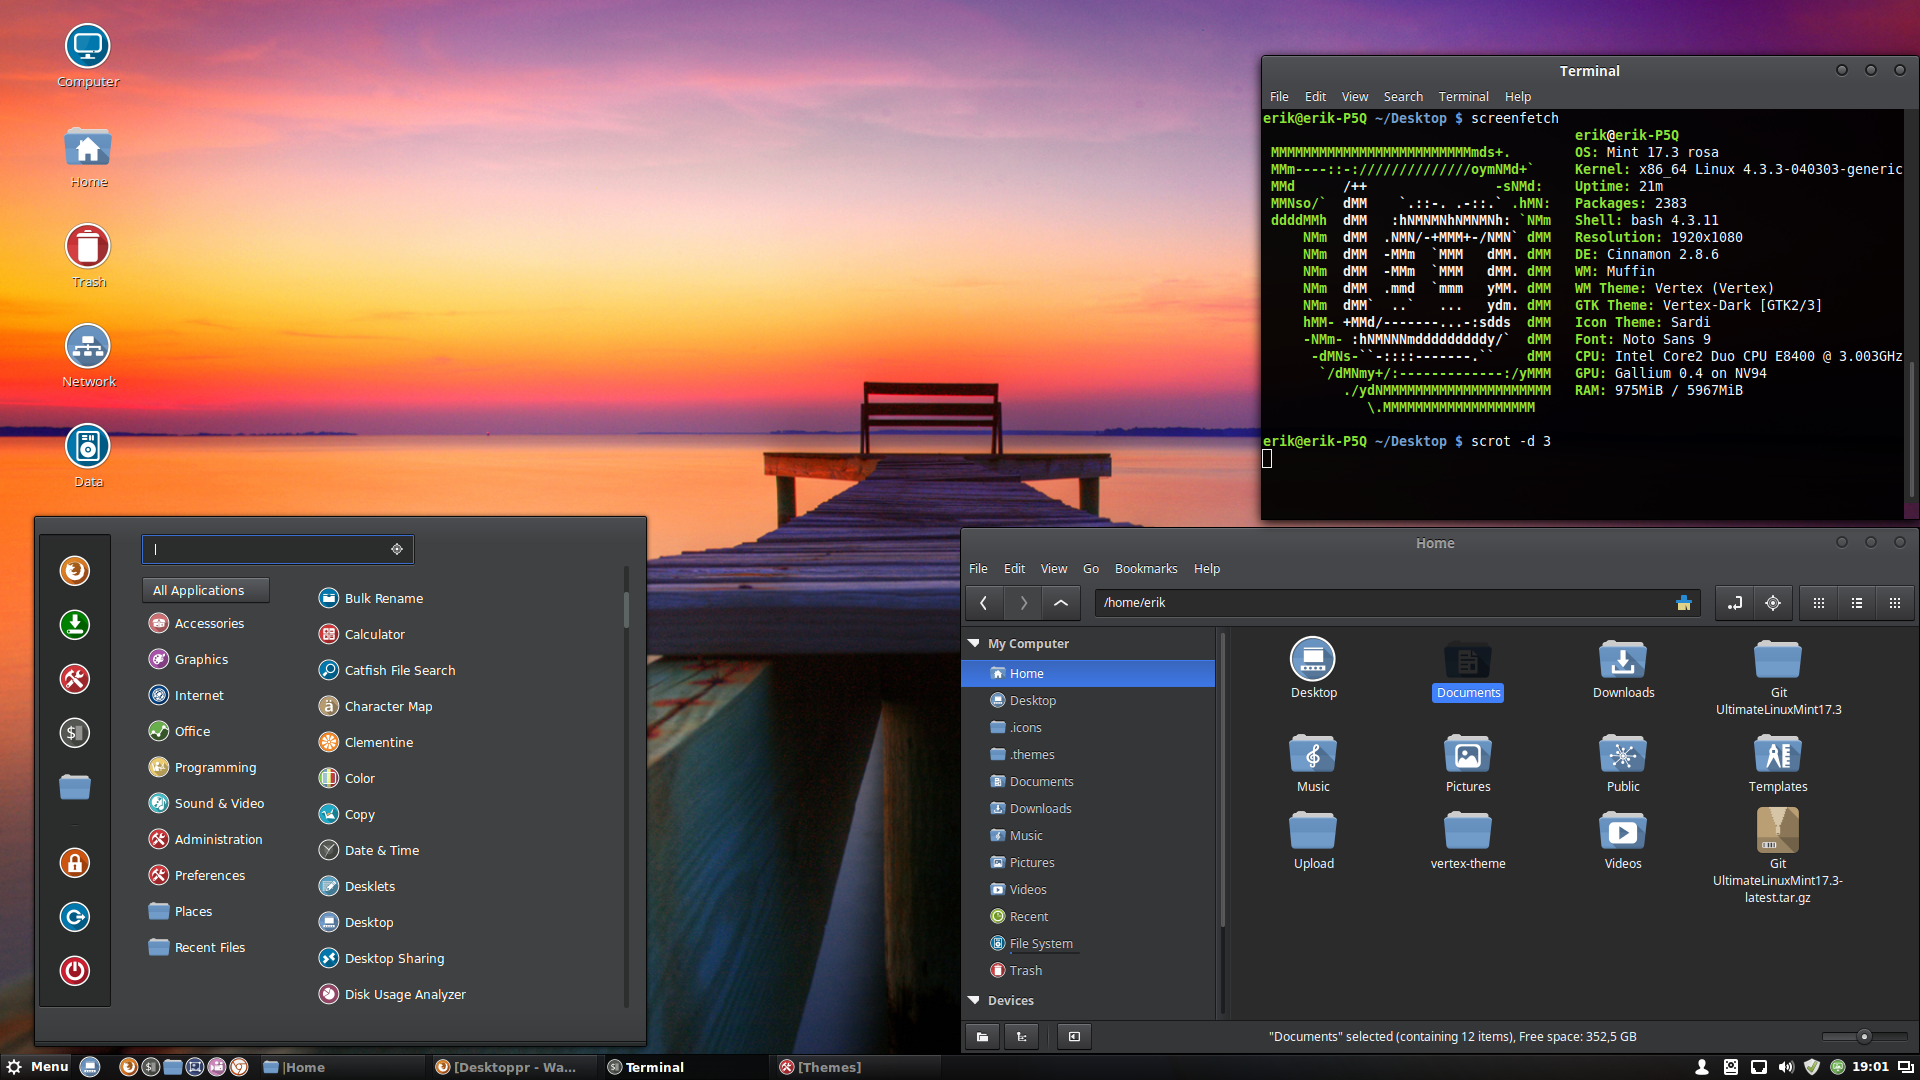 Computer
Home
Trash
Network
Data
Terminal
File Edit View Search Terminal Help
erik@erik-P5Q ~/Desktop $ screenfetch
erik@erik-P5Q
MMMMMMMMMMMMMMMMMMMMMMMMMmds+. OS: Mint 17.3 rosa
MMm----::-://////////////oymNMd+` Kernel: x86_64 Linux 4.3.3-040303-generic
MMd /++ -sNMd: Uptime: 21m
MMNso/` dMM `.::-. .-::.` .hMN: Packages: 2383
ddddMMh dMM :hNMNMNhNMNMNh: `NMm Shell: bash 4.3.11
NMm dMM .NMN/-+MMM+-/NMN` dMM Resolution: 1920x1080
NMm dMM -MMm `MMM dMM. dMM DE: Cinnamon 2.8.6
NMm dMM -MMm `MMM dMM. dMM WM: Muffin
NMm dMM .mmd `mmm yMM. dMM WM Theme: Vertex (Vertex)
NMm dMM` ..` ... ydm. dMM GTK Theme: Vertex-Dark [GTK2/3]
hMM- +MMd/-------...-:sdds dMM Icon Theme: Sardi
-NMm- :hNMNNNmdddddddddy/` dMM Font: Noto Sans 9
-dMNs-``-::::-------.`` dMM CPU: Intel Core2 Duo CPU E8400 @ 3.003GHz
`/dMNmy+/:-------------:/yMMM GPU: Gallium 0.4 on NV94
./ydNMMMMMMMMMMMMMMMMMMMMM RAM: 975MiB / 5967MiB
\.MMMMMMMMMMMMMMMMMMM
erik@erik-P5Q ~/Desktop $ scrot -d 3
All Applications
Accessories
Graphics
Internet
Office
Programming
Sound & Video
Administration
Preferences
Places
Recent Files
Bulk Rename
Calculator
Catfish File Search
Character Map
Clementine
Color
Copy
Date & Time
Desklets
Desktop
Desktop Sharing
Disk Usage Analyzer
Home
File Edit View Go Bookmarks Help
/home/erik
My Computer
Home
Desktop
.icons
.themes
Documents
Downloads
Music
Pictures
Videos
Recent
File System
Trash
Devices
Desktop Documents Downloads Git
UltimateLinuxMint17.3
Music Pictures Public Templates
Upload vertex-theme Videos Git
UltimateLinuxMint17.3-
latest.tar.gz
"Documents" selected (containing 12 items), Free space: 352,5 GB
Menu |Home [Desktoppr - Wa... Terminal [Themes] 19:01